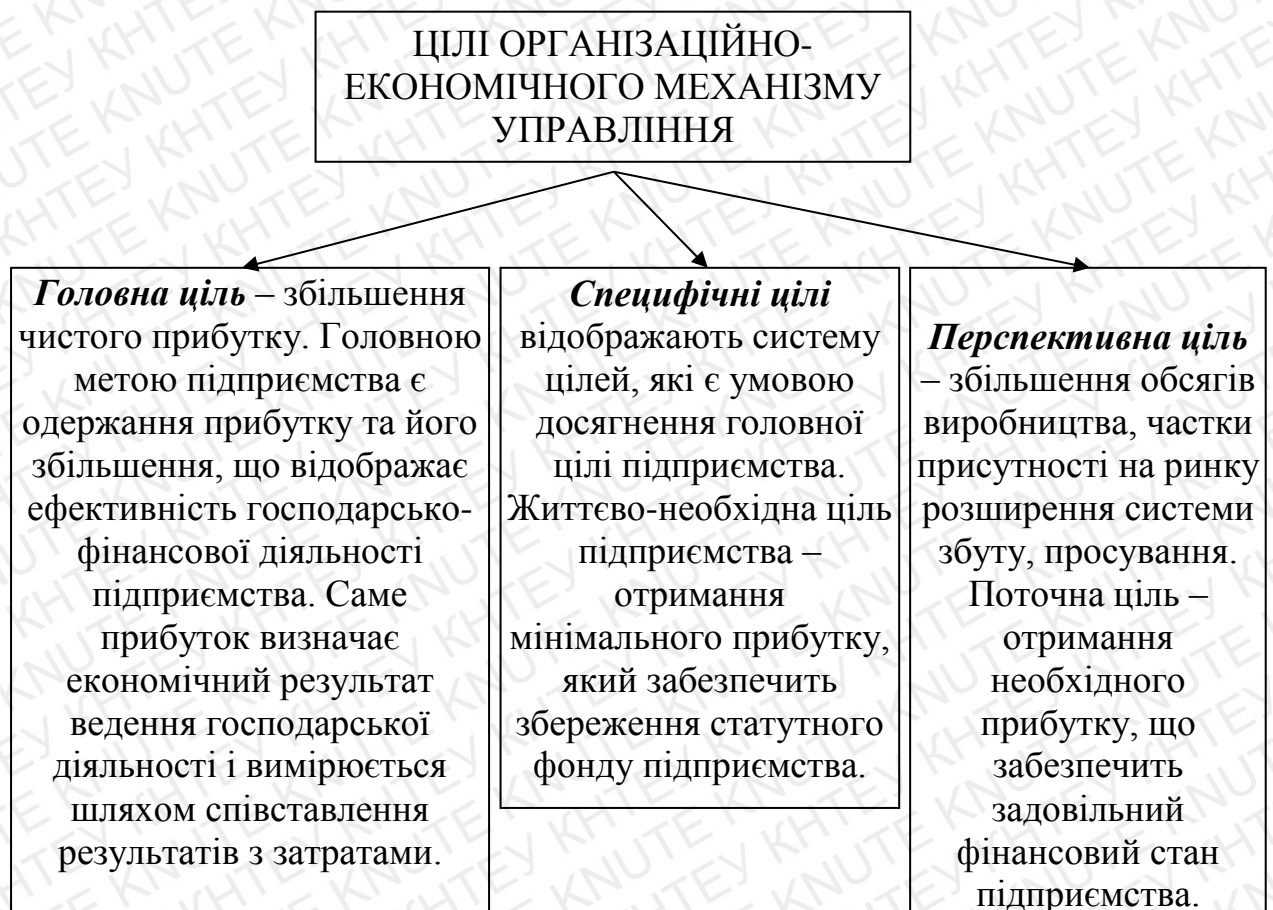 ЦІЛІ ОРГАНІЗАЦІЙНО-
ЕКОНОМІЧНОГО МЕХАНІЗМУ
УПРАВЛІННЯ
Головна ціль – збільшення
чистого прибутку. Головною
метою підприємства є
одержання прибутку та його
збільшення, що відображає
ефективність господарсько-
фінансової діяльності
підприємства. Саме
прибуток визначає
економічний результат
ведення господарської
діяльності і вимірюється
шляхом співставлення
результатів з затратами.
Специфічні цілі
відображають систему
цілей, які є умовою
досягнення головної
цілі підприємства.
Життєво-необхідна ціль
підприємства –
отримання
мінімального прибутку,
який забезпечить
збереження статутного
фонду підприємства.
Перспективна ціль
– збільшення обсягів
виробництва, частки
присутності на ринку
розширення системи
збуту, просування.
Поточна ціль –
отримання
необхідного
прибутку, що
забезпечить
задовільний
фінансовий стан
підприємства.